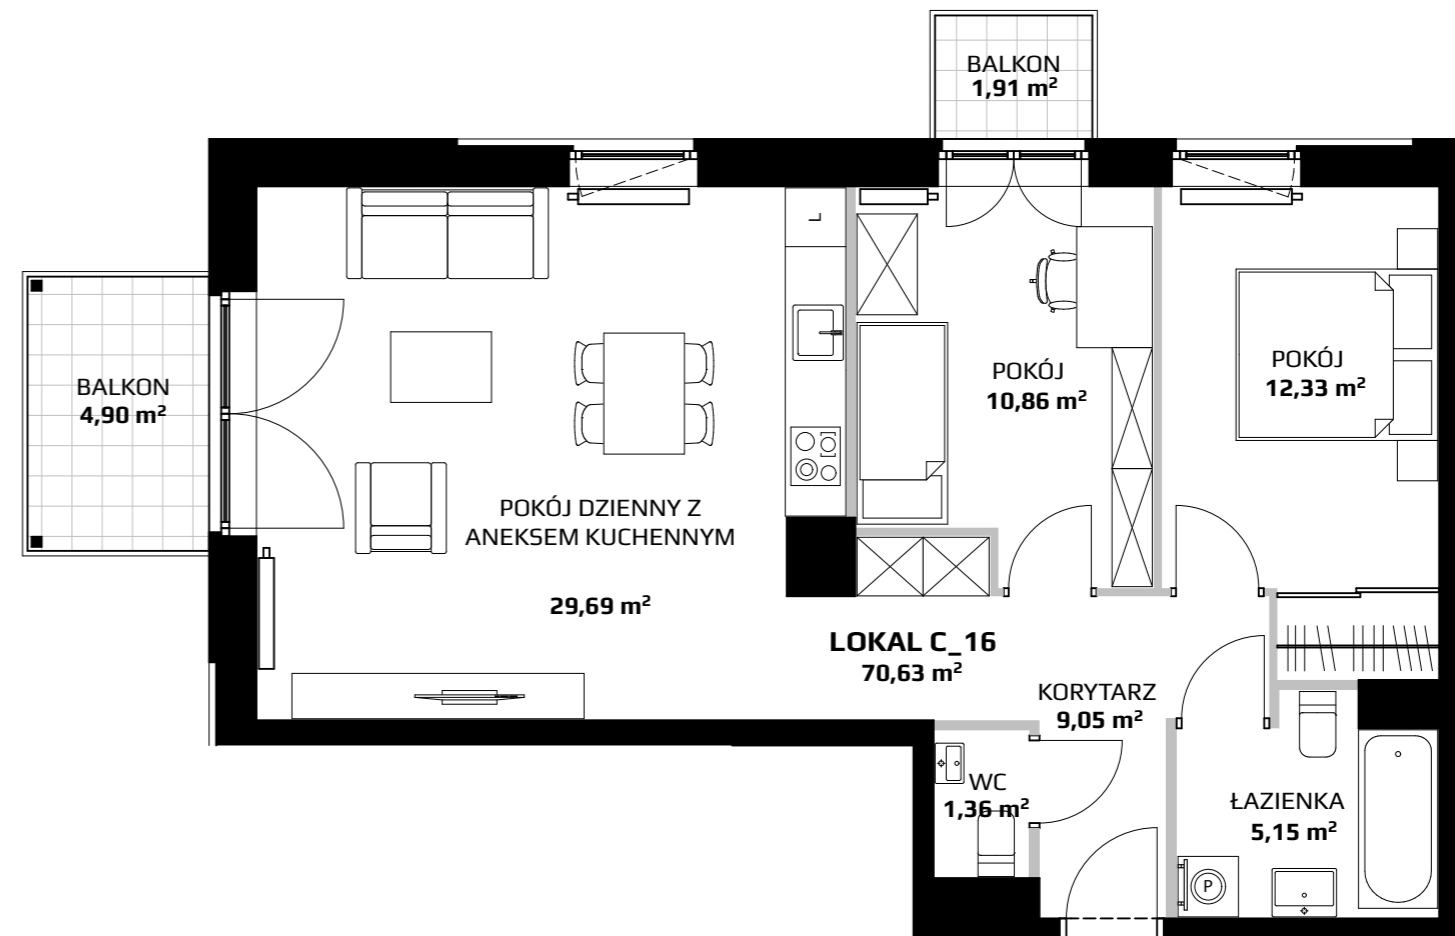 BALKON
1,91 m²
L
BALKON
4,90 m²
POKÓJ
10,86 m²
POKÓJ
12,33 m²
POKÓJ DZIENNY Z
ANEKSEM KUCHENNYM
29,69 m²
LOKAL C_16
70,63 m²
KORYTARZ
9,05 m²
WC
1,36 m²
ŁAZIENKA
5,15 m²
P